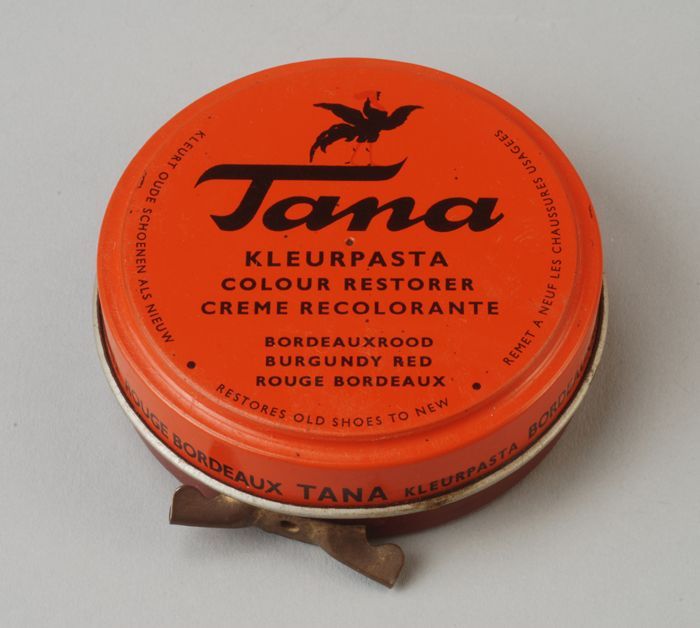 Tana
KLEURPASTA
COLOUR RESTORER
CREME RECOLORANTE
BORDEAUXROOD
BURGUNDY RED
ROUGE BORDEAUX
KLEURT OUDE SCHOENEN ALS NIEUW
RESTORES OLD SHOES TO NEW
REMET A NEUF LES CHAUSSURES USAGÉES
ROUGE BORDEAUX TANA KLEURPASTA